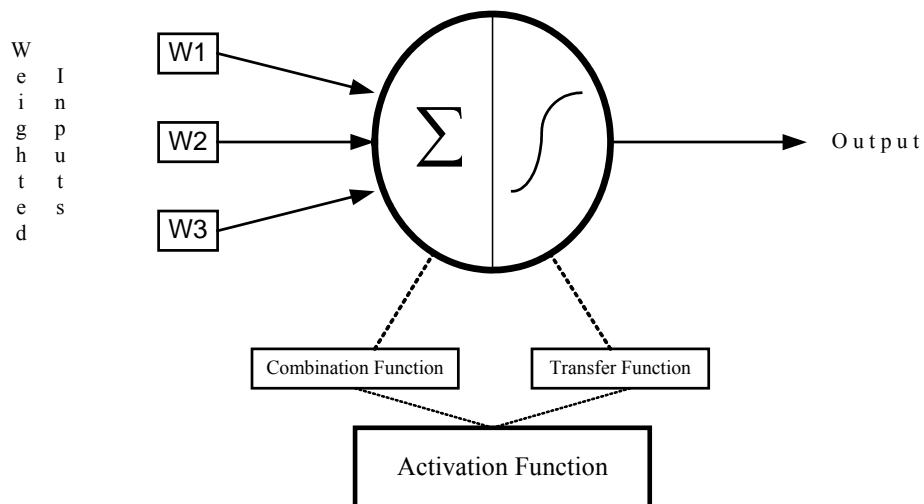 Weighted
Inputs
W1
W2
W3
Σ
Output
Combination Function
Transfer Function
Activation Function